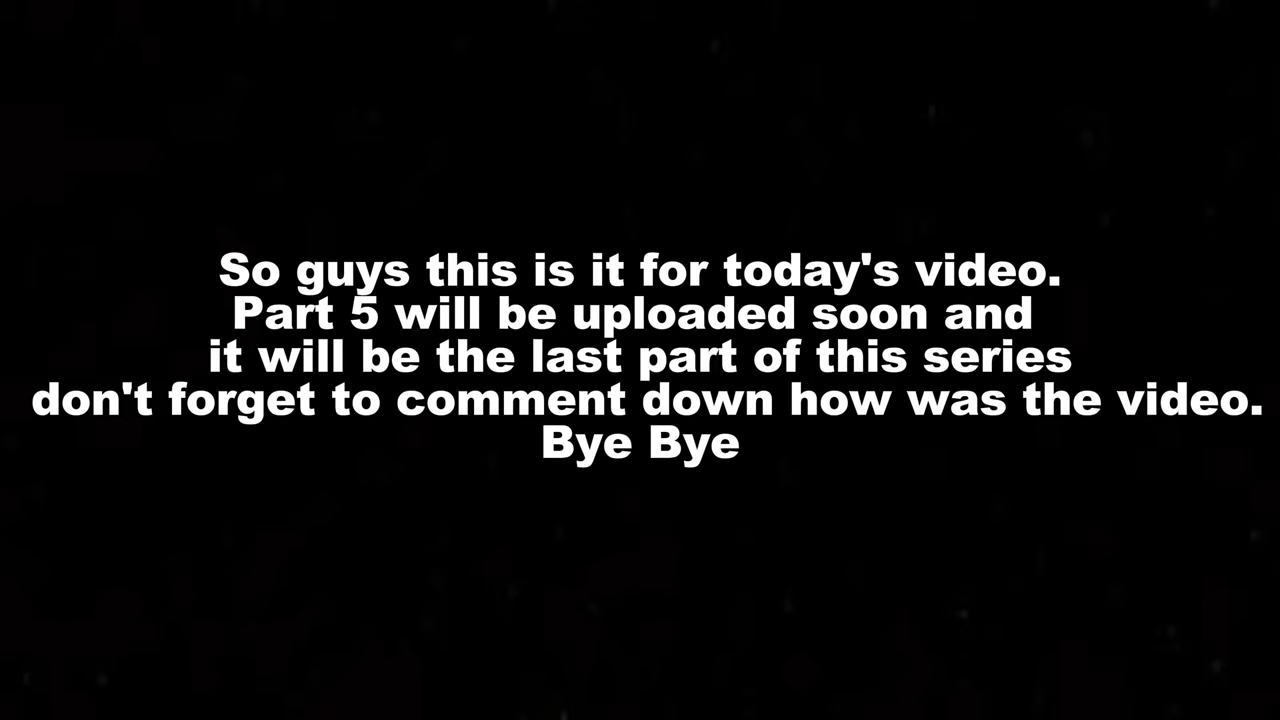 So guys this is it for today's video.
Part 5 will be uploaded soon and
it will be the last part of this series
don't forget to comment down how was the video.
Bye Bye